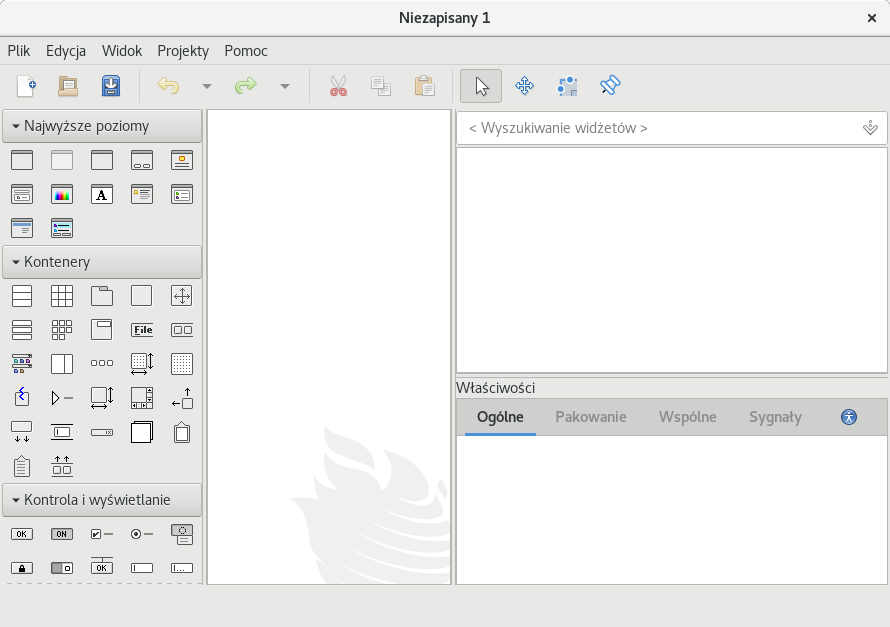 Niezapisany 1
Plik Edycja Widok Projekty Pomoc
Najwyższe poziomy
A
Kontenery
File
Kontrola i wyświetlanie
OK ON
OK
< Wyszukiwanie widżetów >
Właściwości
Ogólne Pakowanie Wspólne Sygnały